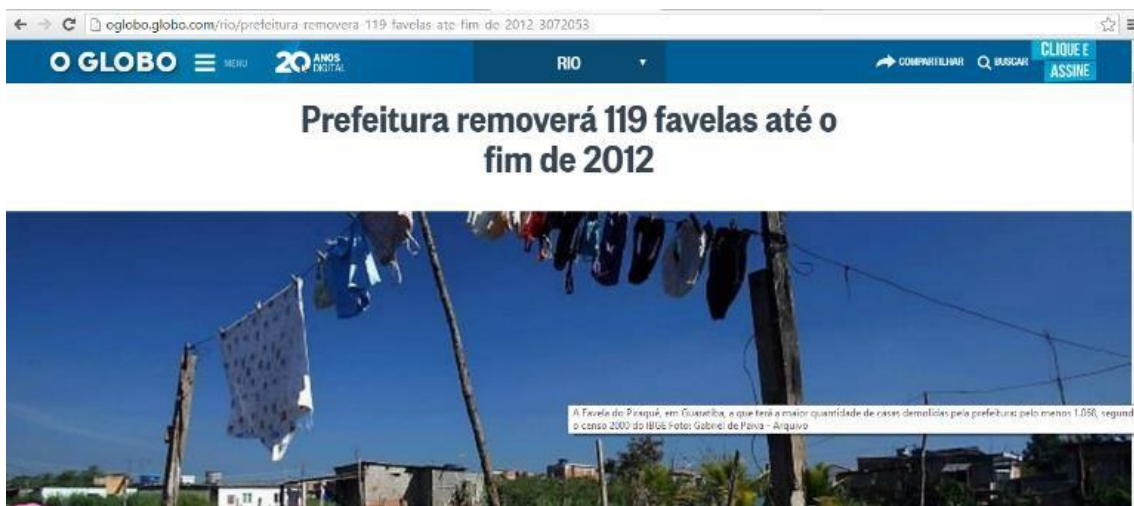 oglobo.globo.com/rio/prefeitura-removera-119-favelas-ate-fim-de-2012-3072053
O GLOBO MENU 20 ANOS DIGITAL RIO COMPARTILHAR BUSCAR CLIQUE E ASSINE
Prefeitura removerá 119 favelas até o
fim de 2012
A Favela do Piraquê, em Guaratiba, a que terá a maior quantidade de casas demolidas pela prefeitura: pelo menos 1.068, segund
o censo 2000 do IBGE Foto: Gabriel de Paiva - Arquivo